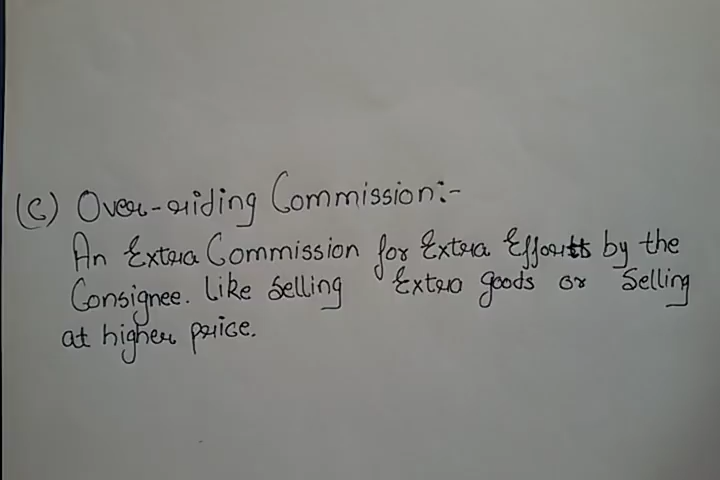 (C) Over-riding Commission:-
An Extra Commission for Extra Efforts by the
Consignee. Like Selling Extra goods or Selling
at higher price.